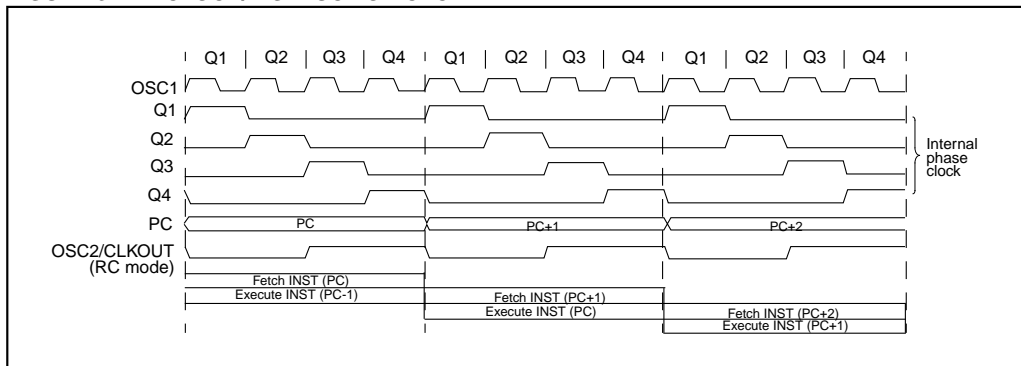 Q1 Q2 Q3 Q4 Q1 Q2 Q3 Q4 Q1 Q2 Q3 Q4
OSC1
Q1
Q2
Q3
Q4
Internal
phase
clock
PC PC PC+1 PC+2
OSC2/CLKOUT
(RC mode)
Fetch INST (PC)
Execute INST (PC-1) Fetch INST (PC+1)
Execute INST (PC) Fetch INST (PC+2)
Execute INST (PC+1)